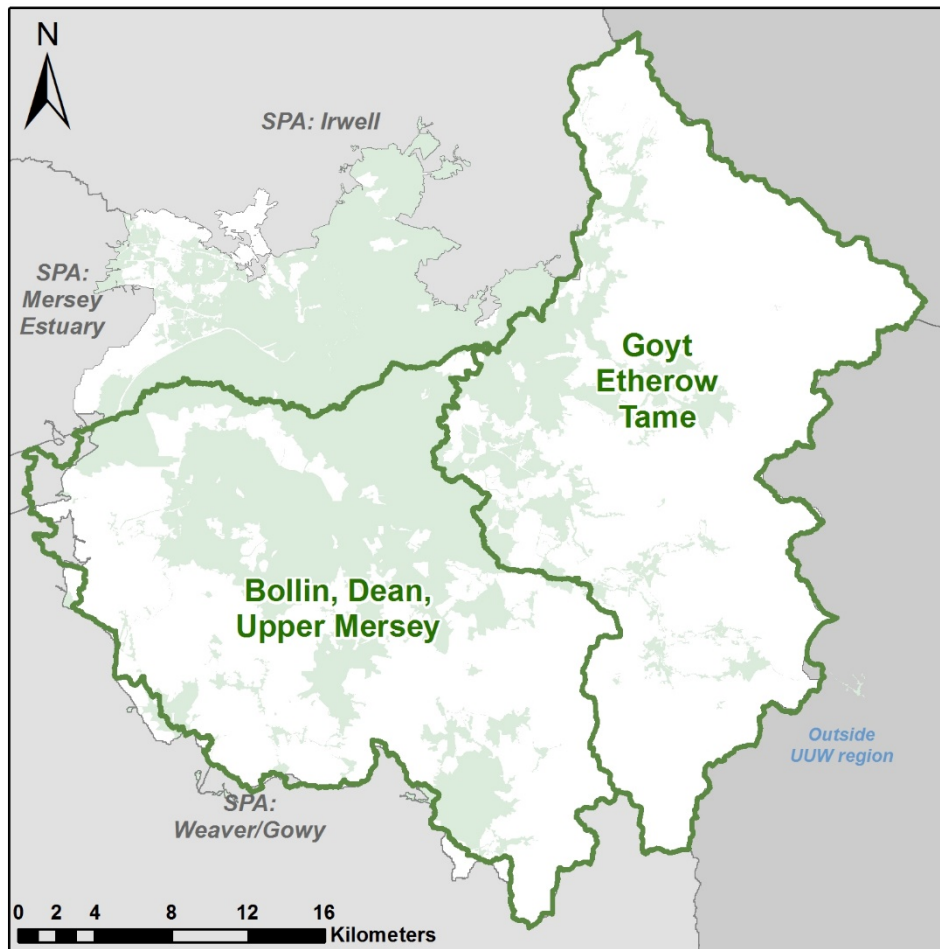 N
SPA: Irwell
SPA:
Mersey
Estuary
Goyt
Etherow
Tame
Bollin, Dean,
Upper Mersey
Outside
UUW region
SPA:
Weaver/Gowy
0 2 4 8 12 16
Kilometers